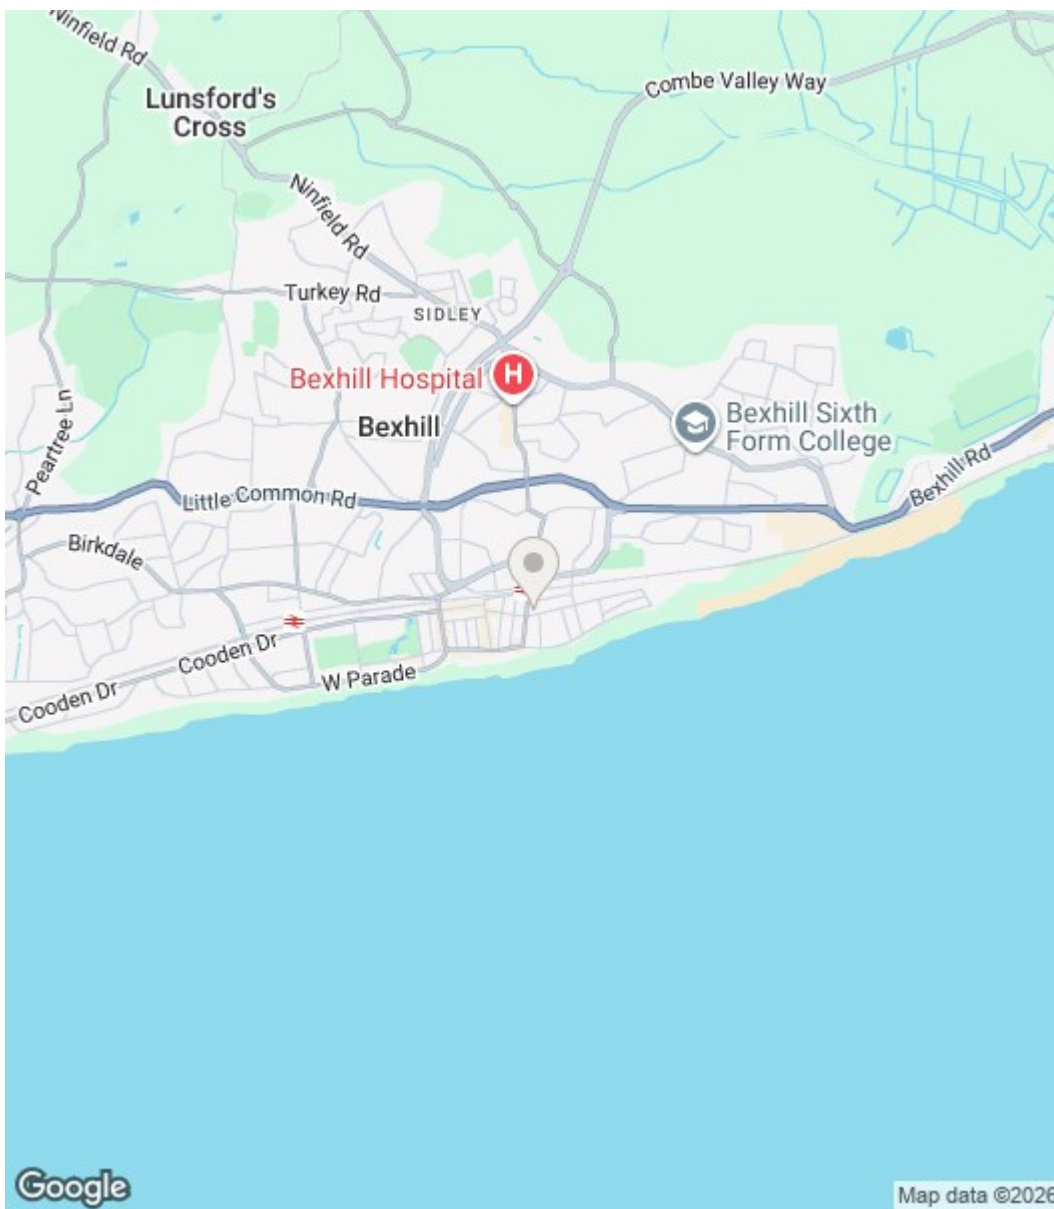 Ninfield Rd
Combe Valley Way
Lunsford's
Cross
Ninfield Rd
Turkey Rd
SIDLEY
Bexhill Hospital
H
Bexhill
Bexhill Sixth
Form College
Peartree Ln
Little Common Rd
Bexhill Rd
Birkdale
Cooden Dr
W Parade
Cooden Dr
Google
Map data ©2026